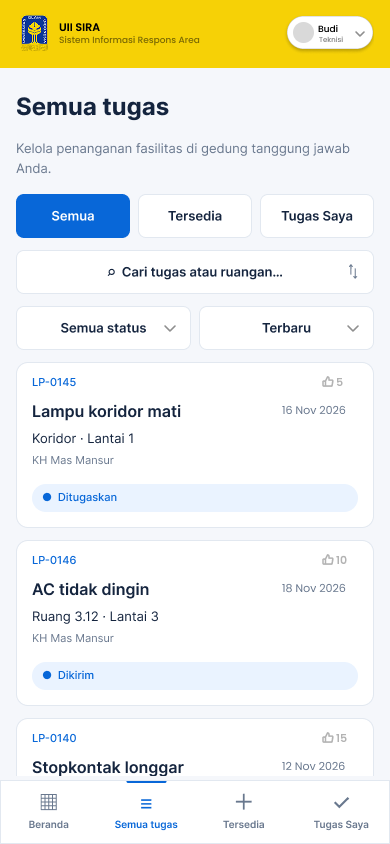 UII SIRA
Sistem Informasi Respons Area
Budi
Teknisi
Semua tugas
Kelola penanganan fasilitas di gedung tanggung jawab
Anda.
Semua
Tersedia
Tugas Saya
Cari tugas atau ruangan...
Semua status
Terbaru
LP-0145
5
Lampu koridor mati
16 Nov 2026
Koridor · Lantai 1
KH Mas Mansur
Ditugaskan
LP-0146
10
AC tidak dingin
18 Nov 2026
Ruang 3.12 · Lantai 3
KH Mas Mansur
Dikirim
LP-0140
15
Stopkontak longgar
12 Nov 2026
Beranda
Semua tugas
Tersedia
Tugas Saya